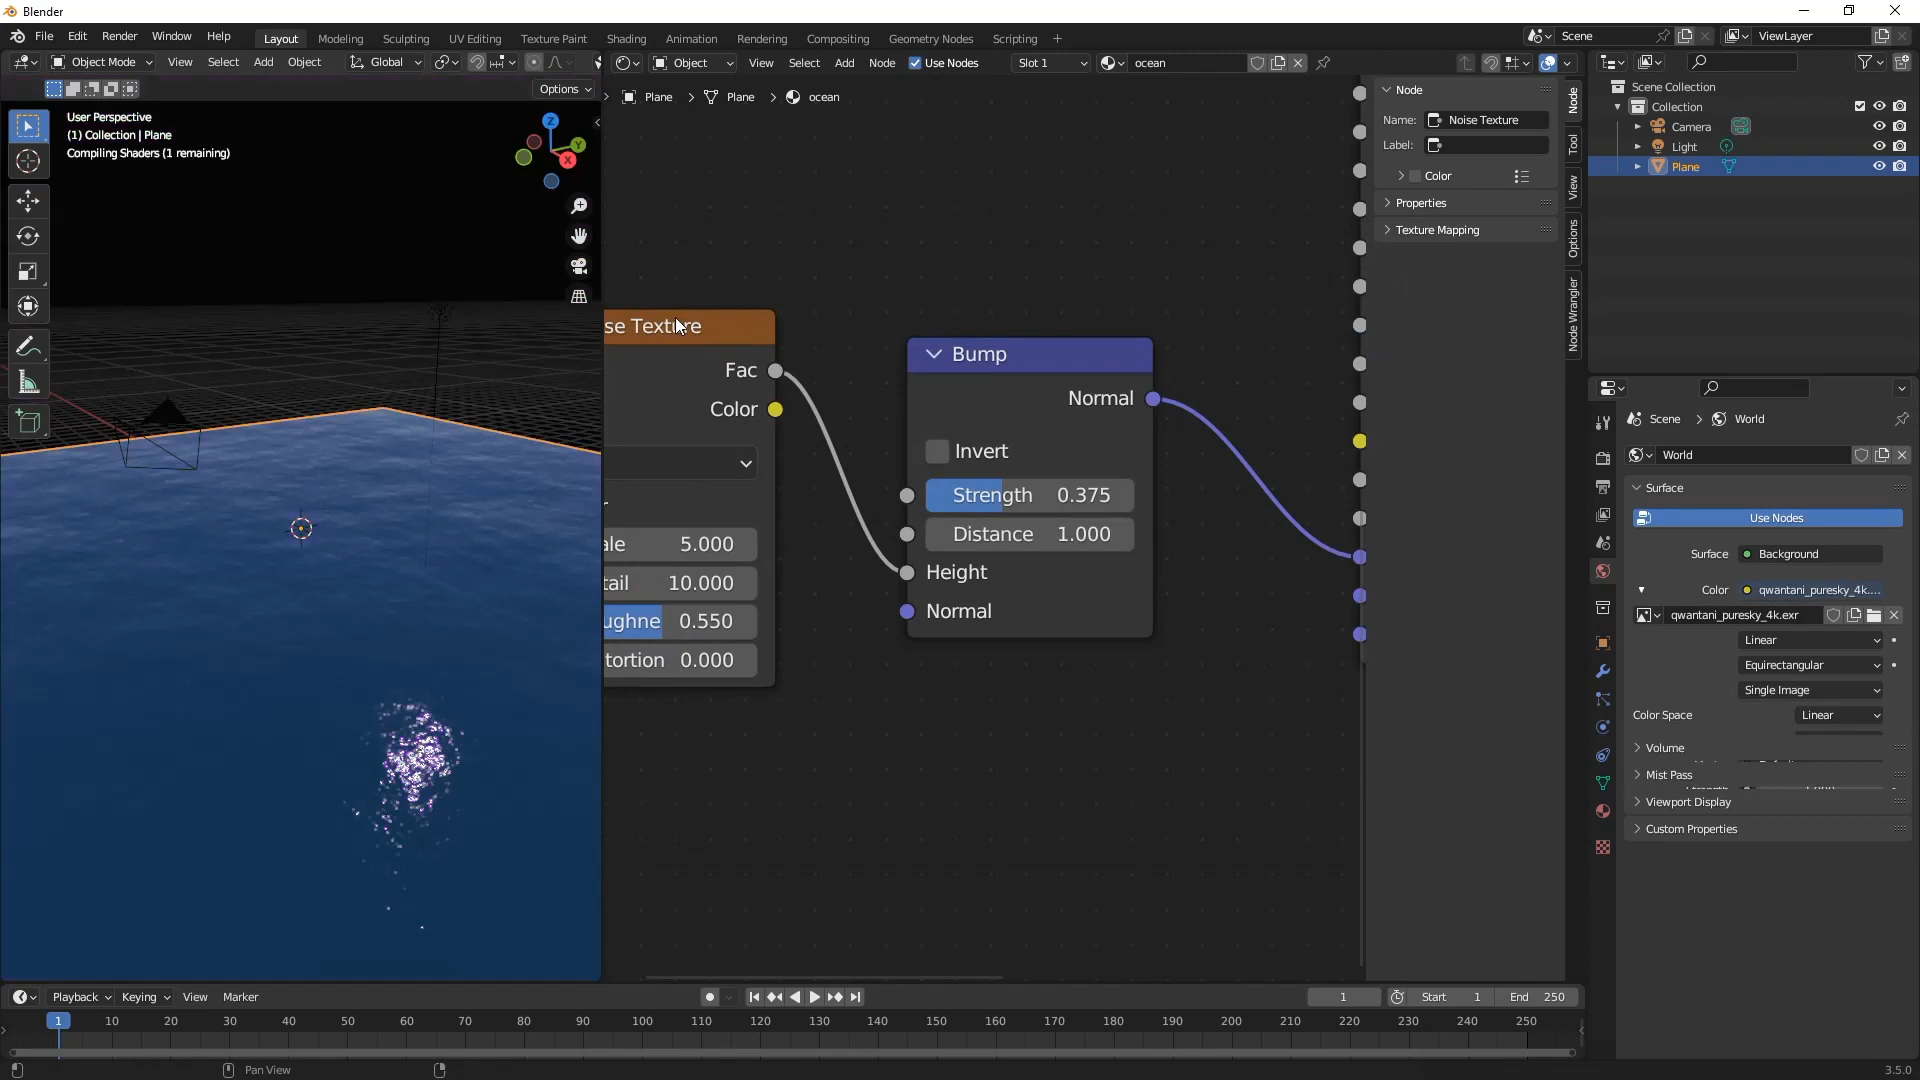 Blender
File Edit Render Window Help
Layout Modeling Sculpting UV Editing Texture Paint Shading Animation Rendering Compositing Geometry Nodes Scripting +
Scene
ViewLayer
Object Mode View Select Add Object Global
Object View Select Add Node Use Nodes Slot 1 ocean
Options
User Perspective
(1) Collection | Plane
Compiling Shaders (1 remaining)
Z
Y
X
Plane > Plane > ocean
se Texture
Fac
Color
ale 5.000
tail 10.000
ughne 0.550
tortion 0.000
Bump
Normal
Invert
Strength 0.375
Distance 1.000
Height
Normal
Node
Name: Noise Texture
Label:
Color
Properties
Texture Mapping
Node
Tool
View
Options
Node Wrangler
Scene Collection
Collection
Camera
Light
Plane
Scene > World
World
Surface
Use Nodes
Surface Background
Color qwantani_puresky_4k....
qwantani_puresky_4k.exr
Linear
Equirectangular
Single Image
Color Space Linear
Volume
Mist Pass
Viewport Display
Custom Properties
Playback Keying View Marker
1 Start 1 End 250
1 10 20 30 40 50 60 70 80 90 100 110 120 130 140 150 160 170 180 190 200 210 220 230 240 250
Pan View
3.5.0